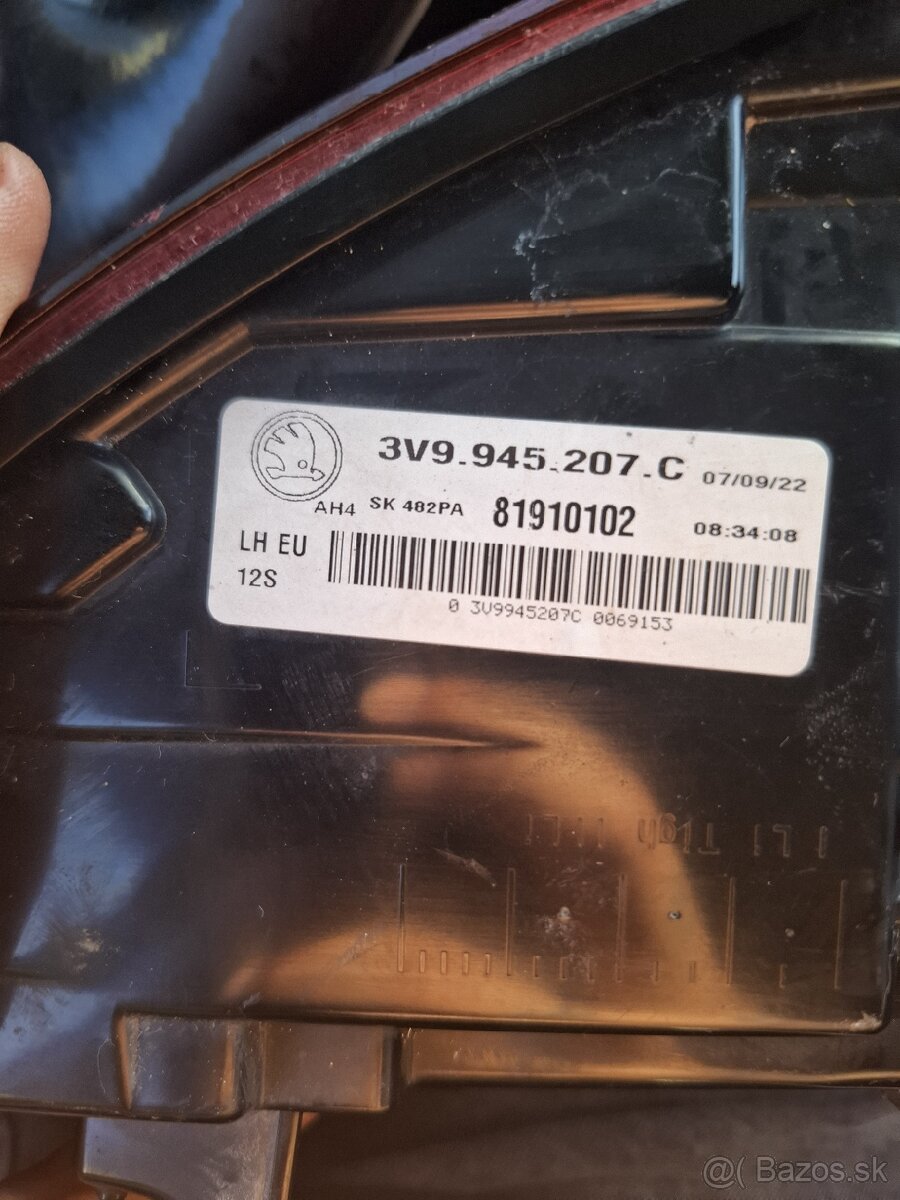 3V9.945.207.C 07/09/22
AH4 SK 482PA 81910102 08:34:08
LH EU
12S
0 3V9945207C 0069153
@( Bazos.sk